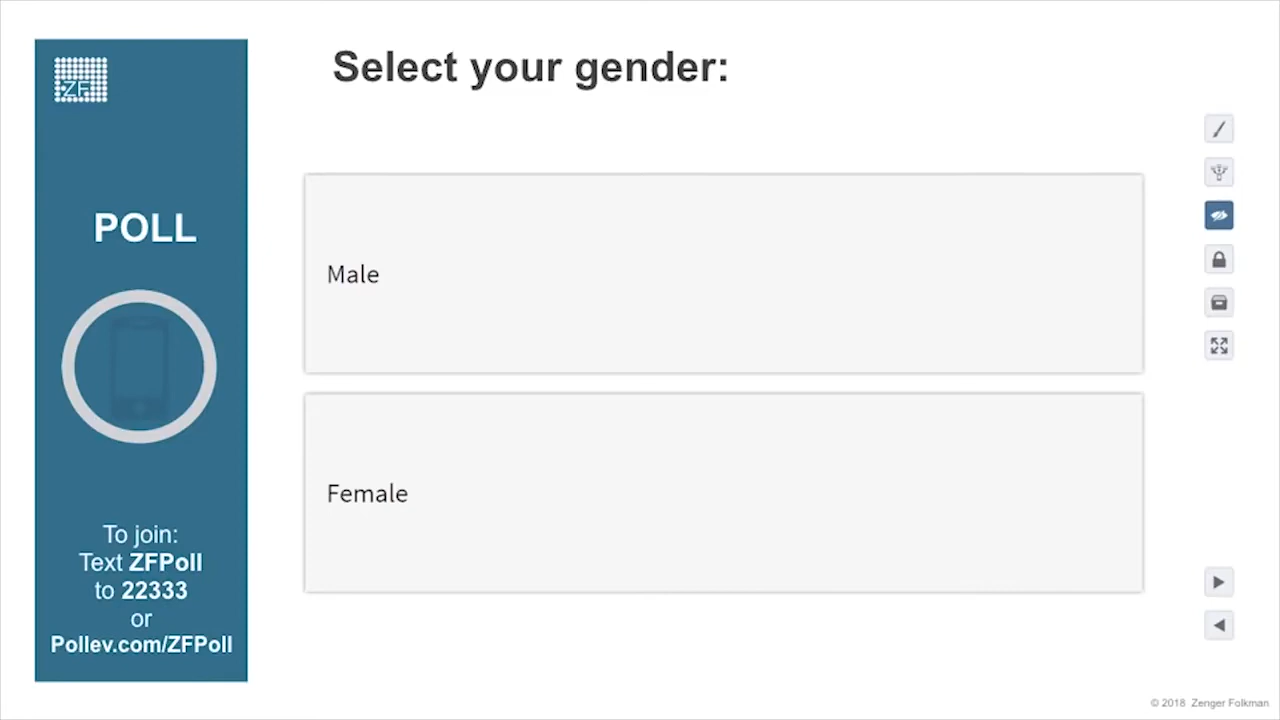 ZF
Select your gender:
POLL
Male
Female
To join:
Text ZFPoll
to 22333
or
Pollev.com/ZFPoll
© 2018 Zenger Folkman